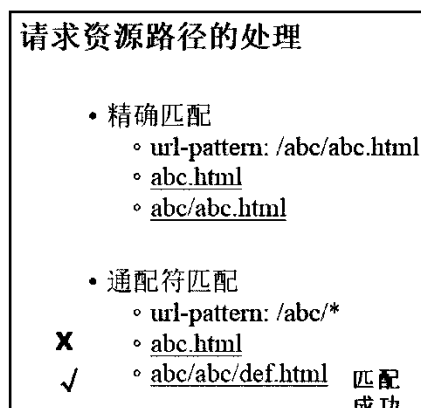 请求资源路径的处理
• 精确匹配
∘ url-pattern: /abc/abc.html
∘ abc.html
∘ abc/abc.html
• 通配符匹配
∘ url-pattern: /abc/*
X ∘ abc.html
√ ∘ abc/abc/def.html 匹配
成功